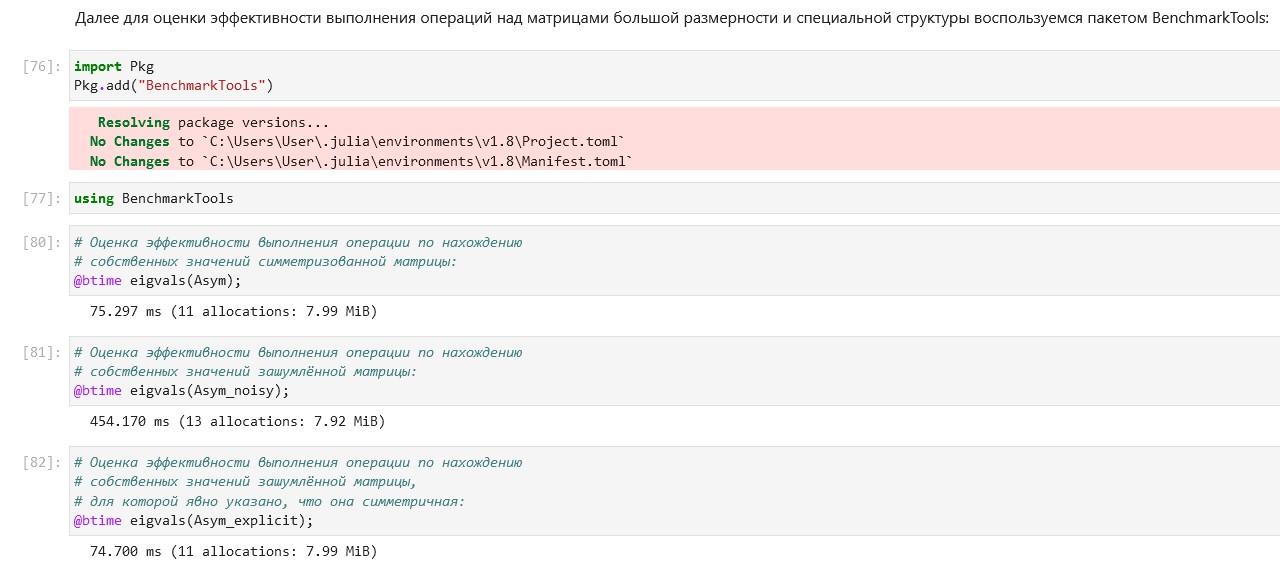 Далее для оценки эффективности выполнения операций над матрицами большой размерности и специальной структуры воспользуемся пакетом BenchmarkTools:
[76]: import Pkg
Pkg.add("BenchmarkTools")
Resolving package versions...
No Changes to `C:\Users\User\.julia\environments\v1.8\Project.toml`
No Changes to `C:\Users\User\.julia\environments\v1.8\Manifest.toml`
[77]: using BenchmarkTools
[80]: # Оценка эффективности выполнения операции по нахождению
# собственных значений симметризованной матрицы:
@btime eigvals(Asym);
75.297 ms (11 allocations: 7.99 MiB)
[81]: # Оценка эффективности выполнения операции по нахождению
# собственных значений зашумлённой матрицы:
@btime eigvals(Asym_noisy);
454.170 ms (13 allocations: 7.92 MiB)
[82]: # Оценка эффективности выполнения операции по нахождению
# собственных значений зашумлённой матрицы,
# для которой явно указано, что она симметричная:
@btime eigvals(Asym_explicit);
74.700 ms (11 allocations: 7.99 MiB)